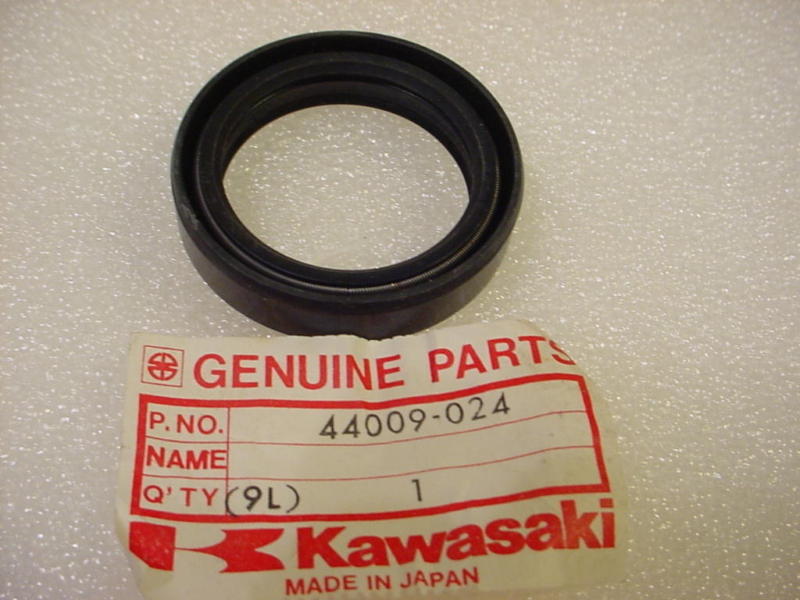 GENUINE PARTS
P. NO. 44009-024
NAME
Q'TY (9L) 1
Kawasaki
MADE IN JAPAN